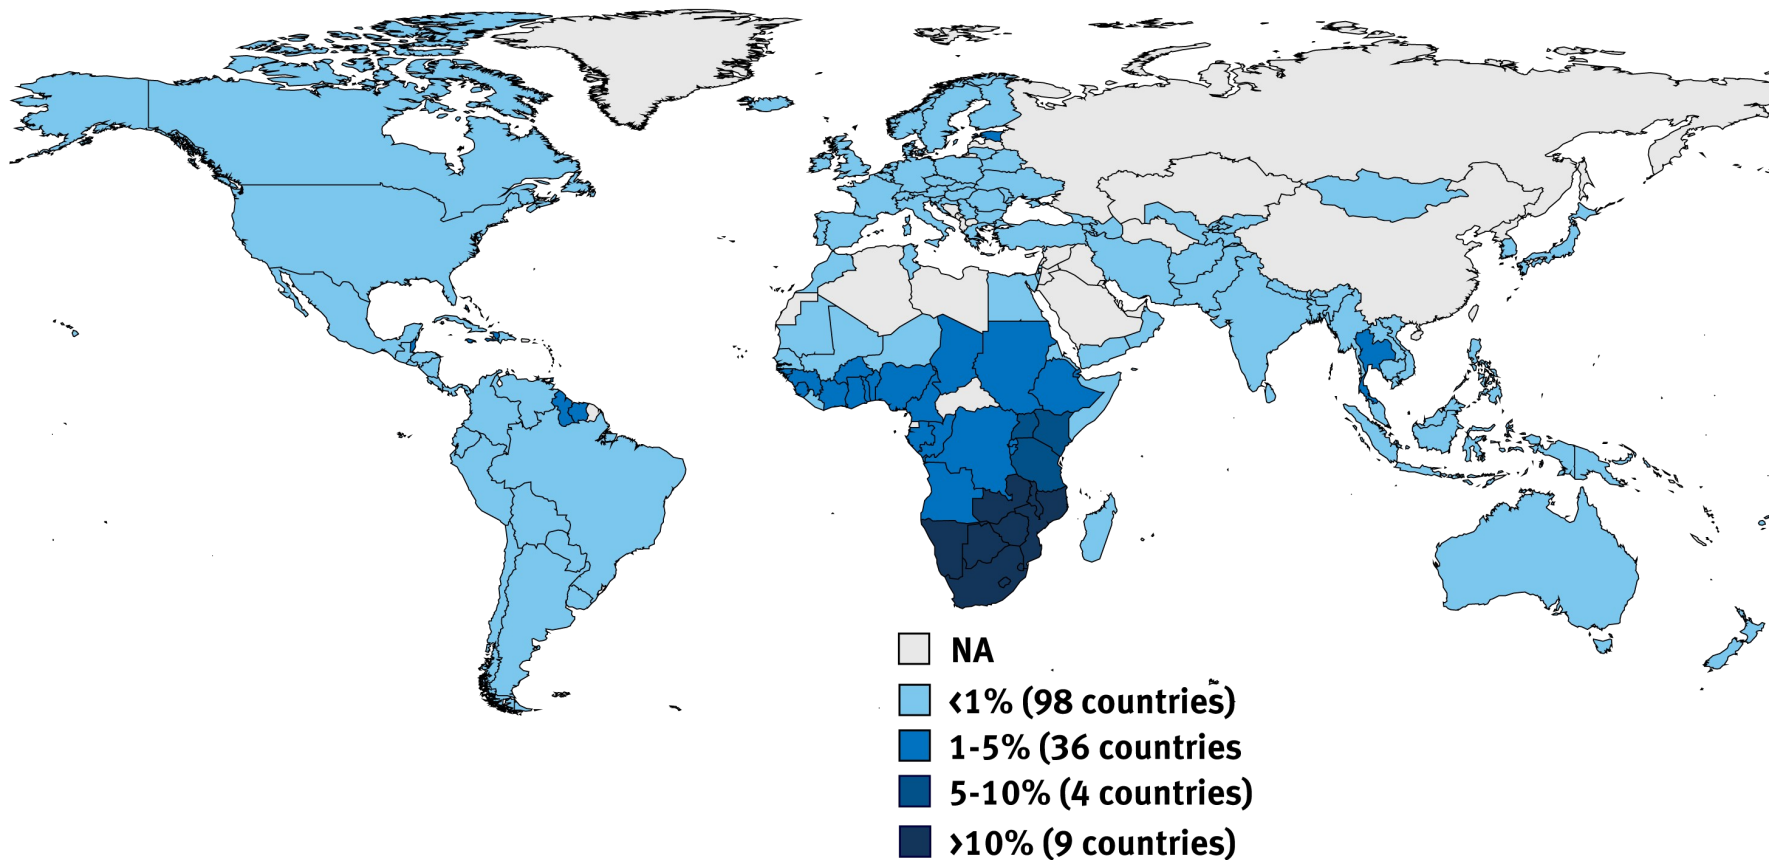 NA
<1% (98 countries)
1-5% (36 countries
5-10% (4 countries)
>10% (9 countries)